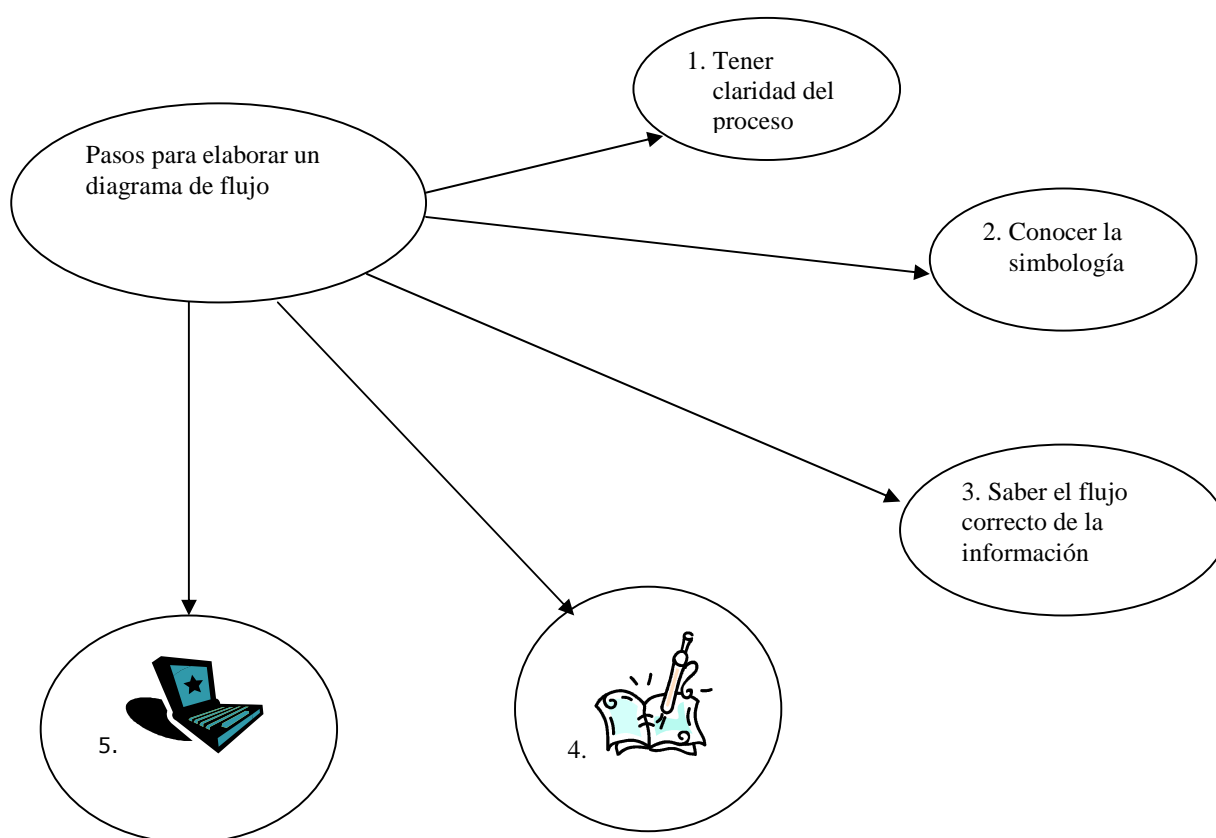 Pasos para elaborar un
diagrama de flujo
1. Tener
claridad del
proceso
2. Conocer la
simbología
3. Saber el flujo
correcto de la
información
4.
5.